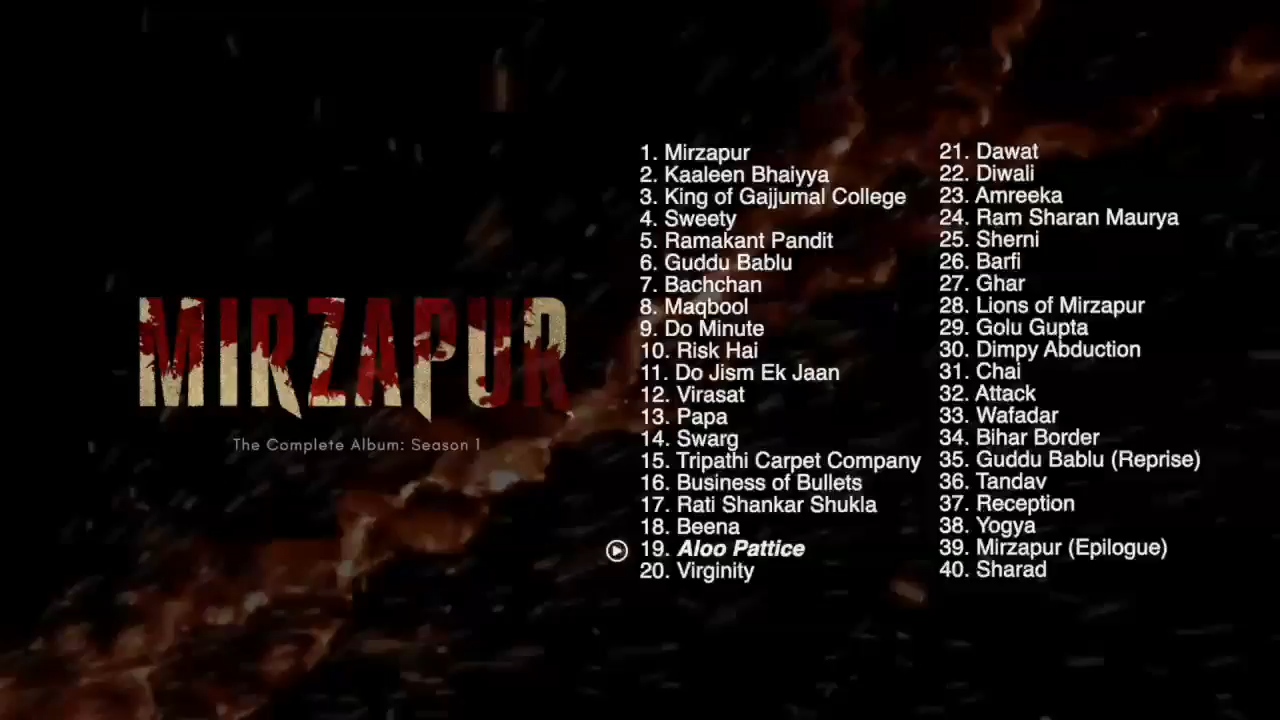 MIRZAPUR
The Complete Album: Season 1
1. Mirzapur
2. Kaaleen Bhaiyya
3. King of Gajjumal College
4. Sweety
5. Ramakant Pandit
6. Guddu Bablu
7. Bachchan
8. Maqbool
9. Do Minute
10. Risk Hai
11. Do Jism Ek Jaan
12. Virasat
13. Papa
14. Swarg
15. Tripathi Carpet Company
16. Business of Bullets
17. Rati Shankar Shukla
18. Beena
19. Aloo Pattice
20. Virginity
21. Dawat
22. Diwali
23. Amreeka
24. Ram Sharan Maurya
25. Sherni
26. Barfi
27. Ghar
28. Lions of Mirzapur
29. Golu Gupta
30. Dimpy Abduction
31. Chai
32. Attack
33. Wafadar
34. Bihar Border
35. Guddu Bablu (Reprise)
36. Tandav
37. Reception
38. Yogya
39. Mirzapur (Epilogue)
40. Sharad